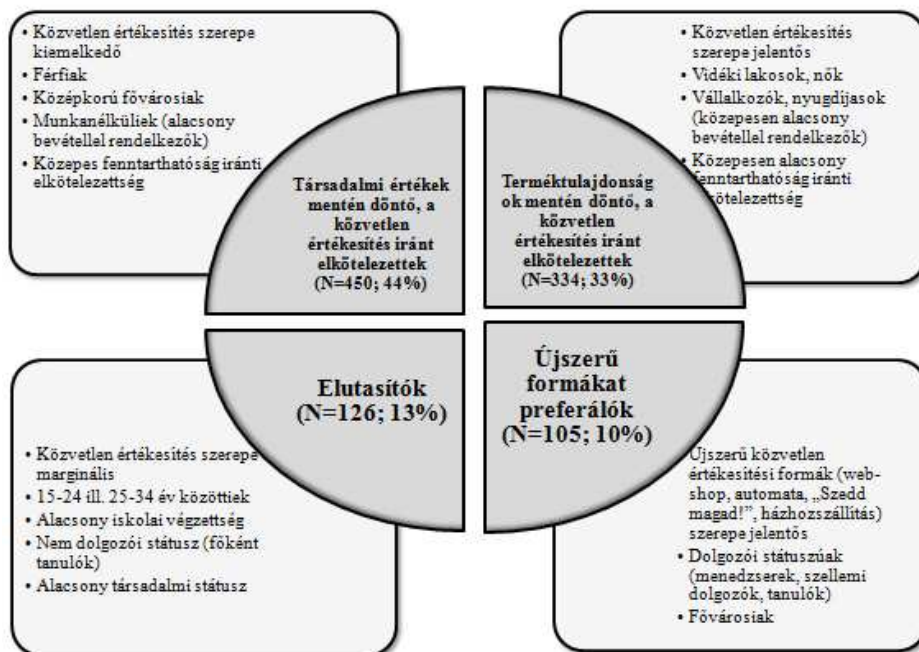 • Közvetlen értékesítés szerepe
kiemelkedő
• Férfiak
• Középkorú fővárosiak
• Munkanélküliek (alacsony
bevétellel rendelkezők)
• Közepes fenntarthatóság iránti
elkötelezettség
• Közvetlen értékesítés
szerepe jelentős
• Vidéki lakosok, nők
• Vállalkozók, nyugdíjasok
(közepesen alacsony
bevétellel rendelkezők)
• Közepesen alacsony
fenntarthatóság iránti
elkötelezettség
Társadalmi értékek
mentén döntő, a
közvetlen
értékesítés iránt
elkötelezettek
(N=450; 44%)
Terméktulajdonság
ok mentén döntő, a
közvetlen
értékesítés iránt
elkötelezettek
(N=334; 33%)
Elutasítók
(N=126; 13%)
Újszerű
formákat
preferálók
(N=105; 10%)
• Közvetlen értékesítés szerepe
marginális
• 15-24 ill. 25-34 év közöttiek
• Alacsony iskolai végzettség
• Nem dolgozói státusz (főként
tanulók)
• Alacsony társadalmi státusz
• Újszerű közvetlen
értékesítési formák (web-
shop, automata, „Szedd
magad!”, házhozszállítás)
szerepe jelentős
• Dolgozói státuszúak
(menedzserek, szellemi
dolgozók, tanulók)
• Fővárosiak